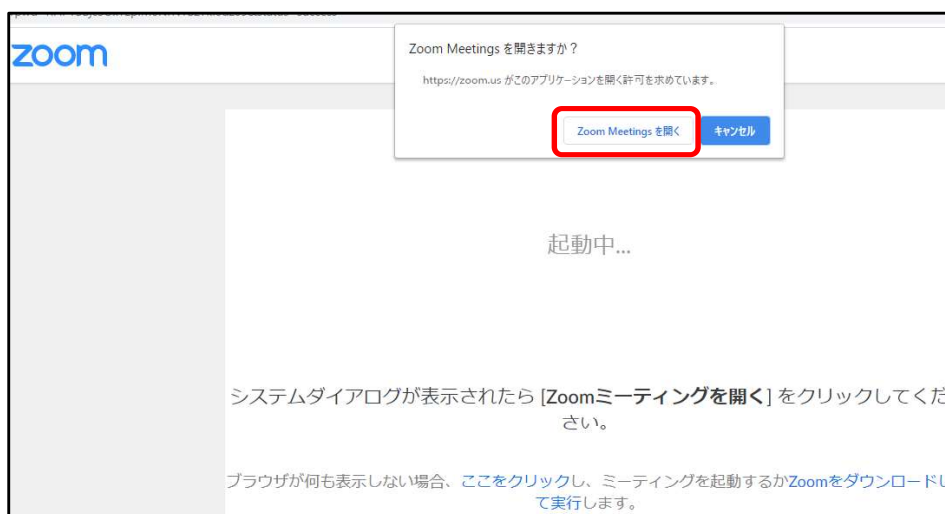 zoom
Zoom Meetings を開きますか？
https://zoom.us がこのアプリケーションを開く許可を求めています。
Zoom Meetings を開く
キャンセル
起動中...
システムダイアログが表示されたら [Zoomミーティングを開く] をクリックしてくだ
さい。
ブラウザが何も表示しない場合、ここをクリックし、ミーティングを起動するかZoomをダウンロードし
て実行します。